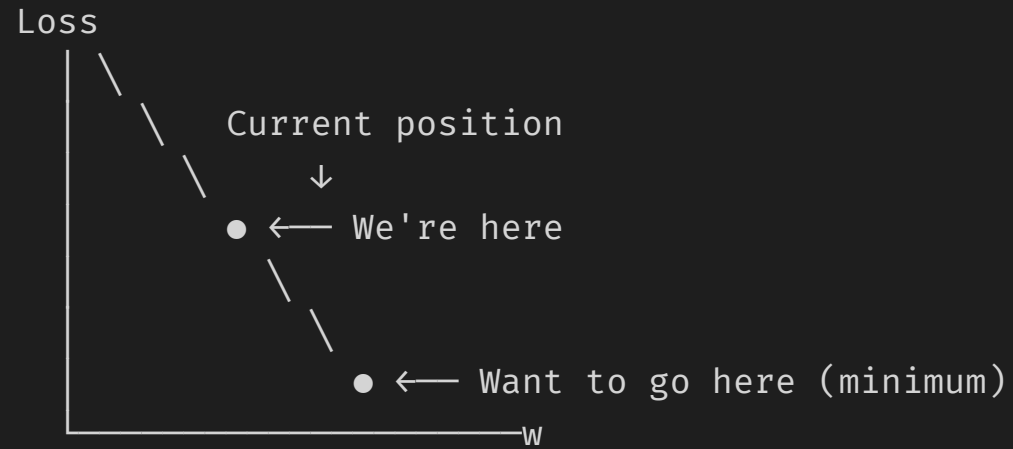 Loss
Current position
↓
● ←── We're here
● ←── Want to go here (minimum)
w